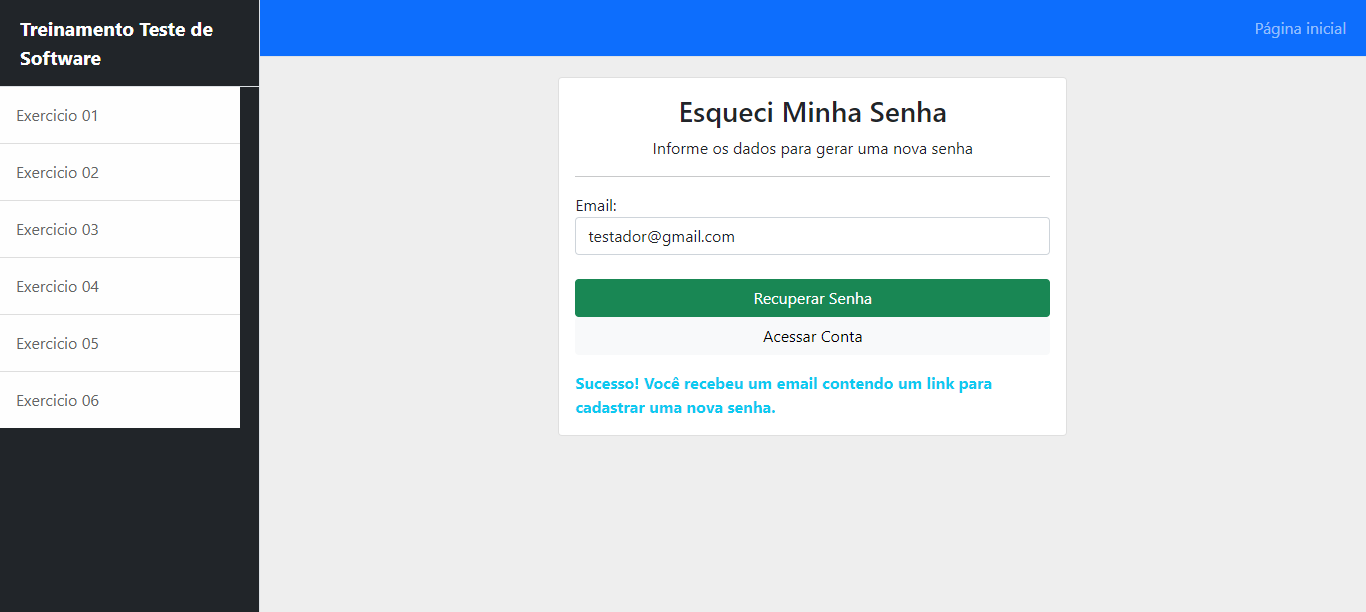 Treinamento Teste de
Software
Página inicial
Exercicio 01
Exercicio 02
Exercicio 03
Exercicio 04
Exercicio 05
Exercicio 06
Esqueci Minha Senha
Informe os dados para gerar uma nova senha
Email:
testador@gmail.com
Recuperar Senha
Acessar Conta
Sucesso! Você recebeu um email contendo um link para
cadastrar uma nova senha.